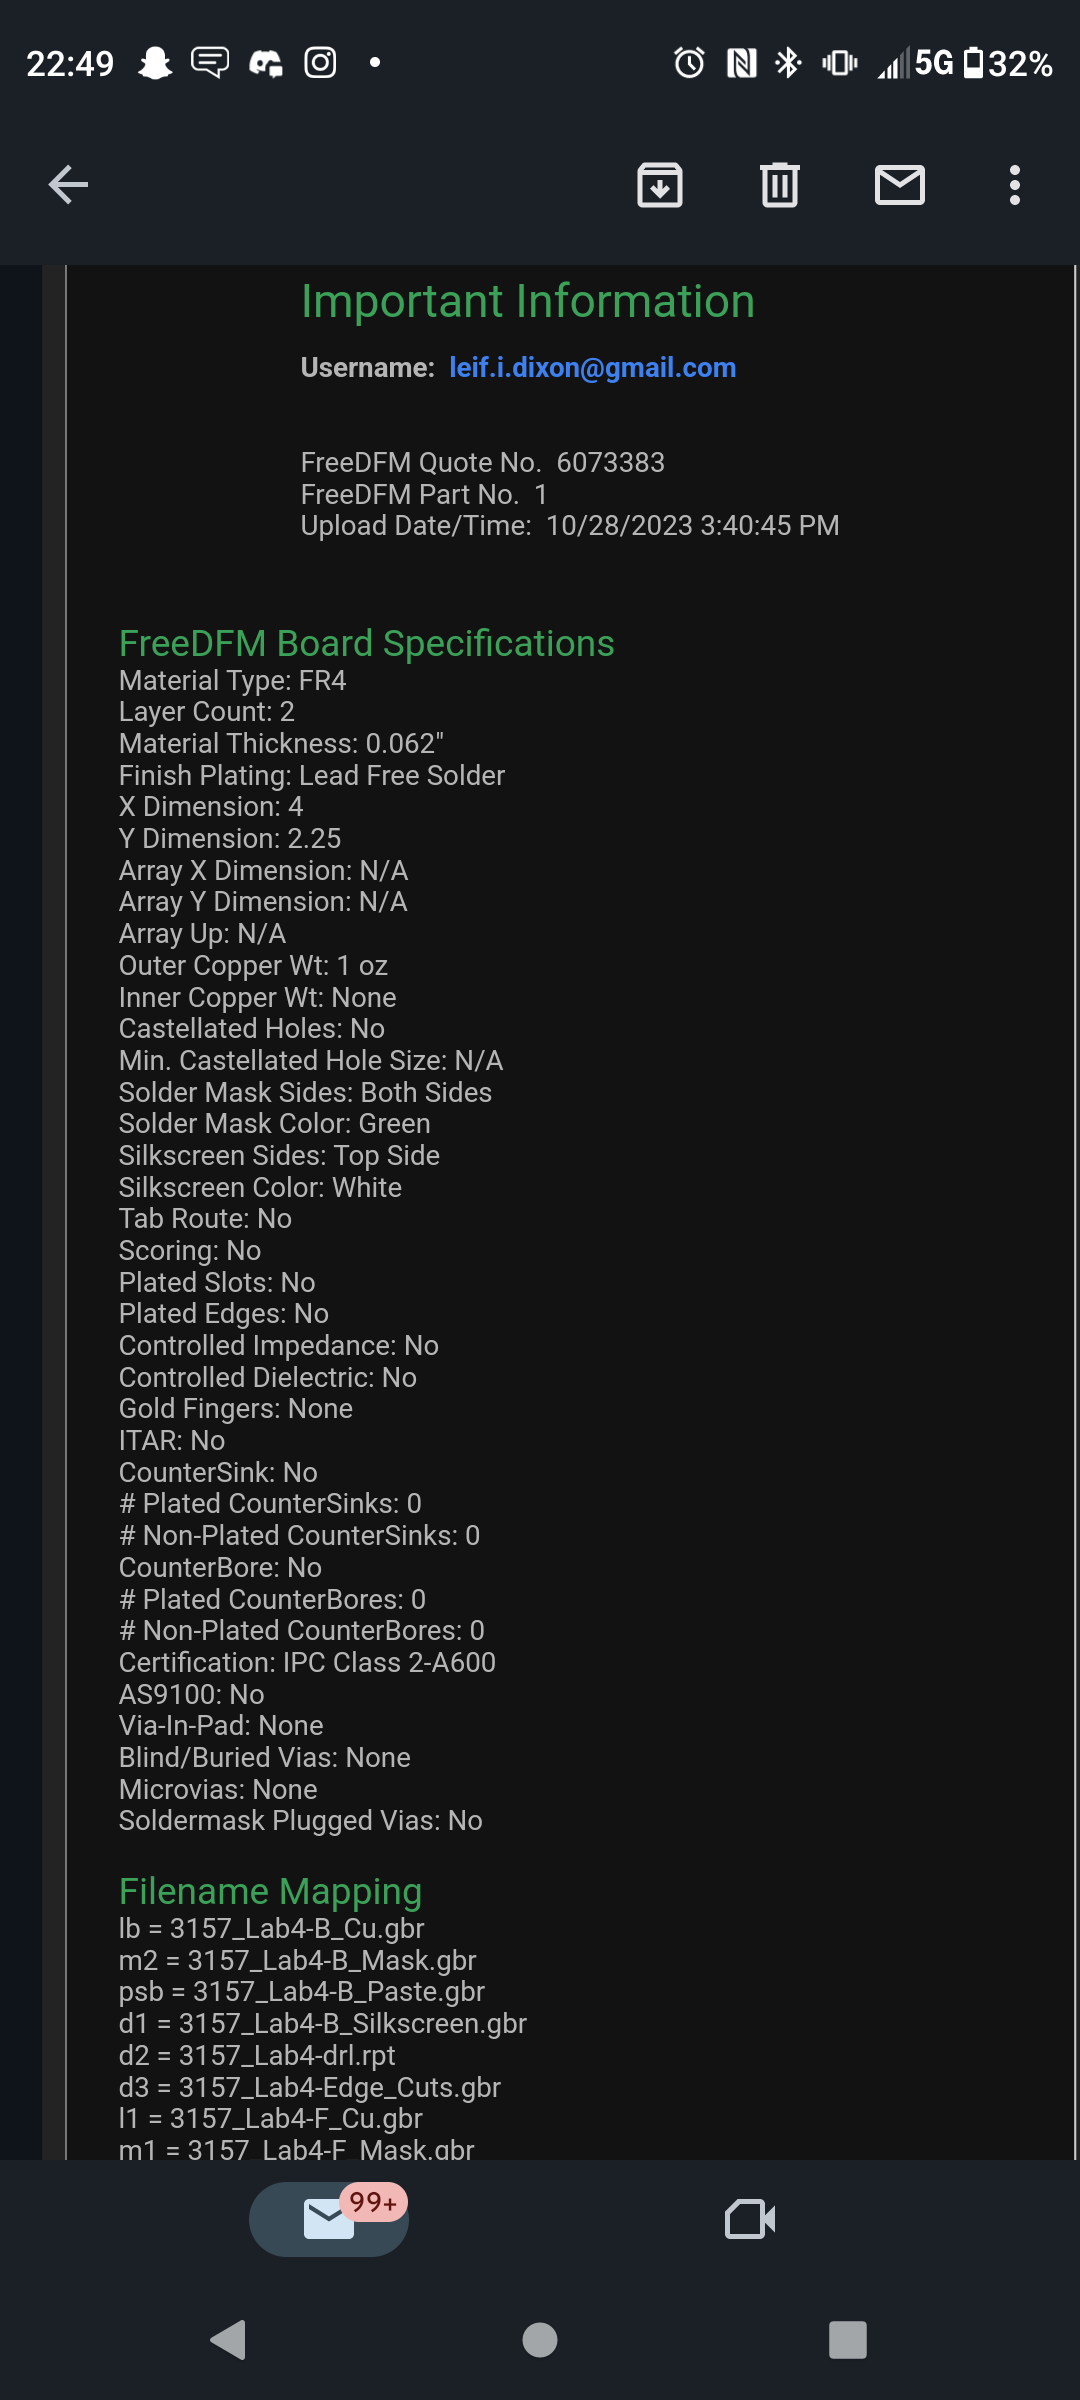 22:49 5G 32%
Important Information
Username: leif.i.dixon@gmail.com
FreeDFM Quote No. 6073383
FreeDFM Part No. 1
Upload Date/Time: 10/28/2023 3:40:45 PM
FreeDFM Board Specifications
Material Type: FR4
Layer Count: 2
Material Thickness: 0.062"
Finish Plating: Lead Free Solder
X Dimension: 4
Y Dimension: 2.25
Array X Dimension: N/A
Array Y Dimension: N/A
Array Up: N/A
Outer Copper Wt: 1 oz
Inner Copper Wt: None
Castellated Holes: No
Min. Castellated Hole Size: N/A
Solder Mask Sides: Both Sides
Solder Mask Color: Green
Silkscreen Sides: Top Side
Silkscreen Color: White
Tab Route: No
Scoring: No
Plated Slots: No
Plated Edges: No
Controlled Impedance: No
Controlled Dielectric: No
Gold Fingers: None
ITAR: No
CounterSink: No
# Plated CounterSinks: 0
# Non-Plated CounterSinks: 0
CounterBore: No
# Plated CounterBores: 0
# Non-Plated CounterBores: 0
Certification: IPC Class 2-A600
AS9100: No
Via-In-Pad: None
Blind/Buried Vias: None
Microvias: None
Soldermask Plugged Vias: No
Filename Mapping
lb = 3157_Lab4-B_Cu.gbr
m2 = 3157_Lab4-B_Mask.gbr
psb = 3157_Lab4-B_Paste.gbr
d1 = 3157_Lab4-B_Silkscreen.gbr
d2 = 3157_Lab4-drl.rpt
d3 = 3157_Lab4-Edge_Cuts.gbr
l1 = 3157_Lab4-F_Cu.gbr
m1 = 3157_Lab4-F_Mask.gbr
99+